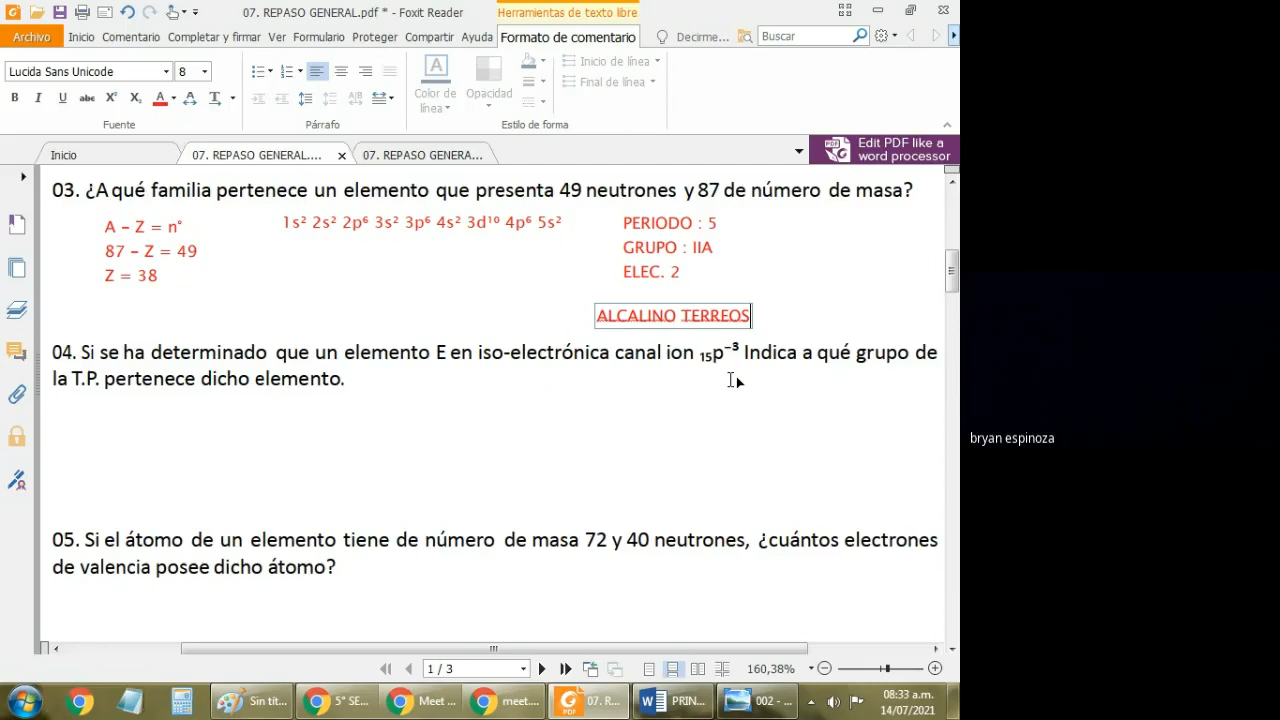 07. REPASO GENERAL.pdf * - Foxit Reader
Herramientas de texto libre
Archivo Inicio Comentario Completar y firmar Ver Formulario Proteger Compartir Ayuda Formato de comentario Decirme... Buscar
Lucida Sans Unicode 8
Color de línea
Opacidad
Inicio de línea
Final de línea
Fuente Párrafo Estilo de forma
Inicio 07. REPASO GENERAL.... 07. REPASO GENERA...
Edit PDF like a
word processor
03. ¿A qué familia pertenece un elemento que presenta 49 neutrones y 87 de número de masa?
A – Z = n° 1s² 2s² 2p⁶ 3s² 3p⁶ 4s² 3d¹⁰ 4p⁶ 5s² PERIODO : 5
87 – Z = 49 GRUPO : IIA
Z = 38 ELEC. 2
ALCALINO TERREOS
04. Si se ha determinado que un elemento E en iso-electrónica canal ion ₁₅p⁻³ Indica a qué grupo de
la T.P. pertenece dicho elemento.
bryan espinoza
05. Si el átomo de un elemento tiene de número de masa 72 y 40 neutrones, ¿cuántos electrones
de valencia posee dicho átomo?
1 / 3 160,38%
Sin tít... 5° SE... Meet ... meet.... 07. R... PRIN... 002 - ...
08:33 a.m.
14/07/2021